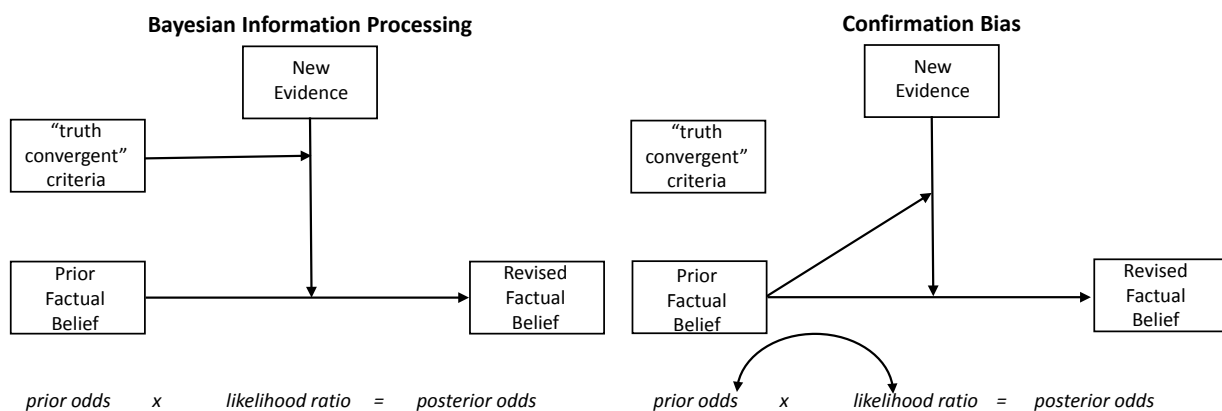 Bayesian Information Processing
New
Evidence
“truth
convergent”
criteria
Prior
Factual
Belief
Revised
Factual
Belief
prior odds x likelihood ratio = posterior odds
Confirmation Bias
New
Evidence
“truth
convergent”
criteria
Prior
Factual
Belief
Revised
Factual
Belief
prior odds x likelihood ratio = posterior odds